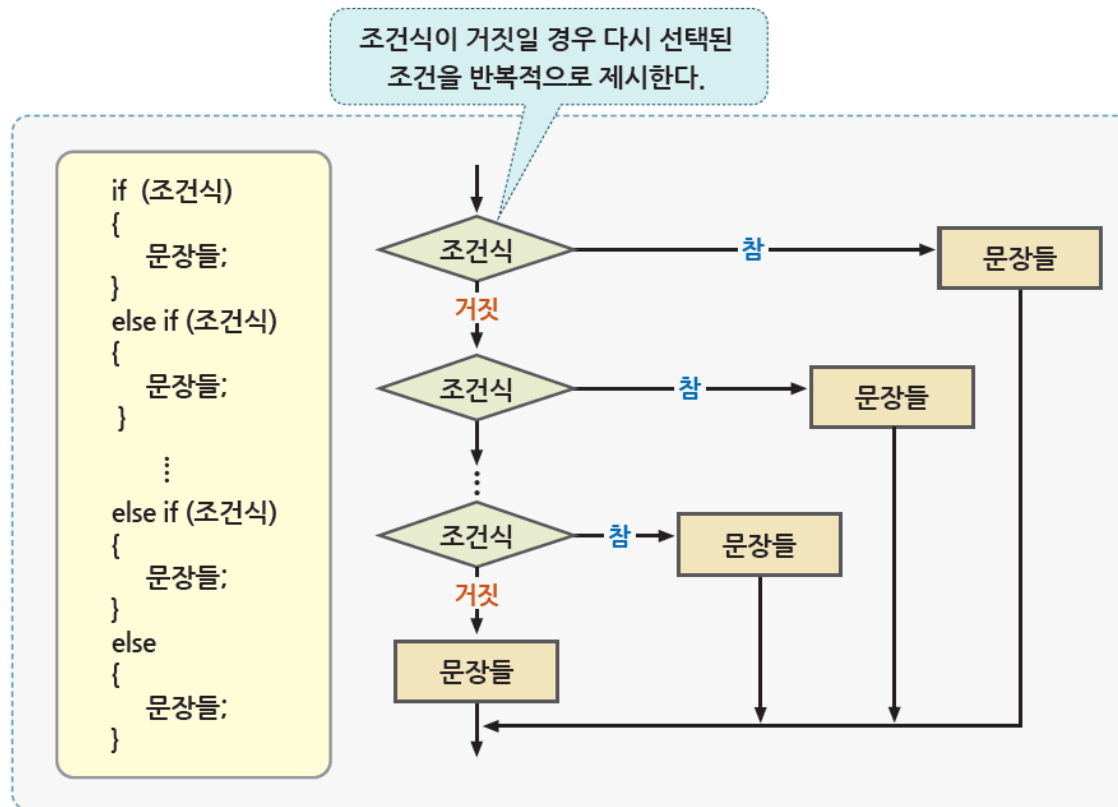 조건식이 거짓일 경우 다시 선택된
조건을 반복적으로 제시한다.
if (조건식)
{
문장들;
}
else if (조건식)
{
문장들;
}
⋮
else if (조건식)
{
문장들;
}
else
{
문장들;
}
조건식
참
문장들
거짓
조건식
참
문장들
⋮
조건식
참
문장들
거짓
문장들